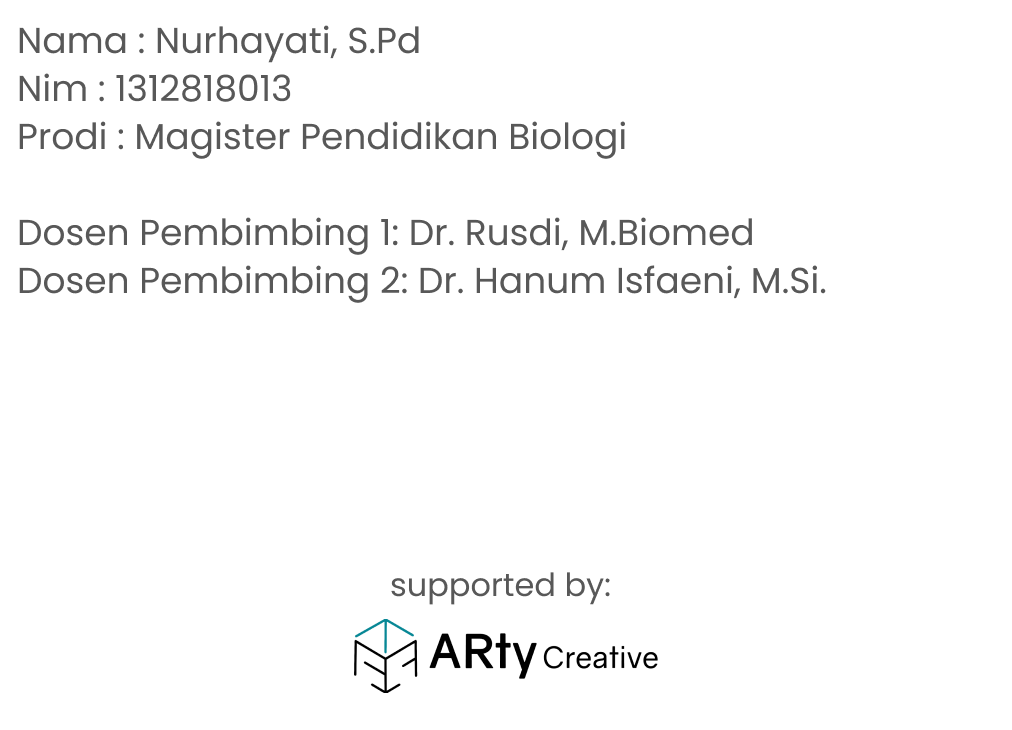 Nama : Nurhayati, S.Pd
Nim : 1312818013
Prodi : Magister Pendidikan Biologi
Dosen Pembimbing 1: Dr. Rusdi, M.Biomed
Dosen Pembimbing 2: Dr. Hanum Isfaeni, M.Si.
supported by:
ARty Creative